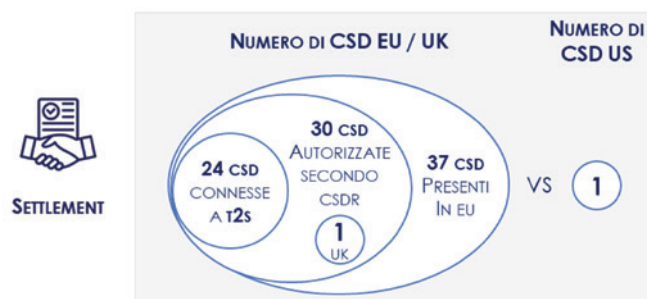 NUMERO DI CSD EU / UK
NUMERO DI
CSD US
SETTLEMENT
24 CSD
CONNESSE
A T2S
30 CSD
AUTORIZZATE
SECONDO
CSDR
1
UK
37 CSD
PRESENTI
IN EU
VS
1